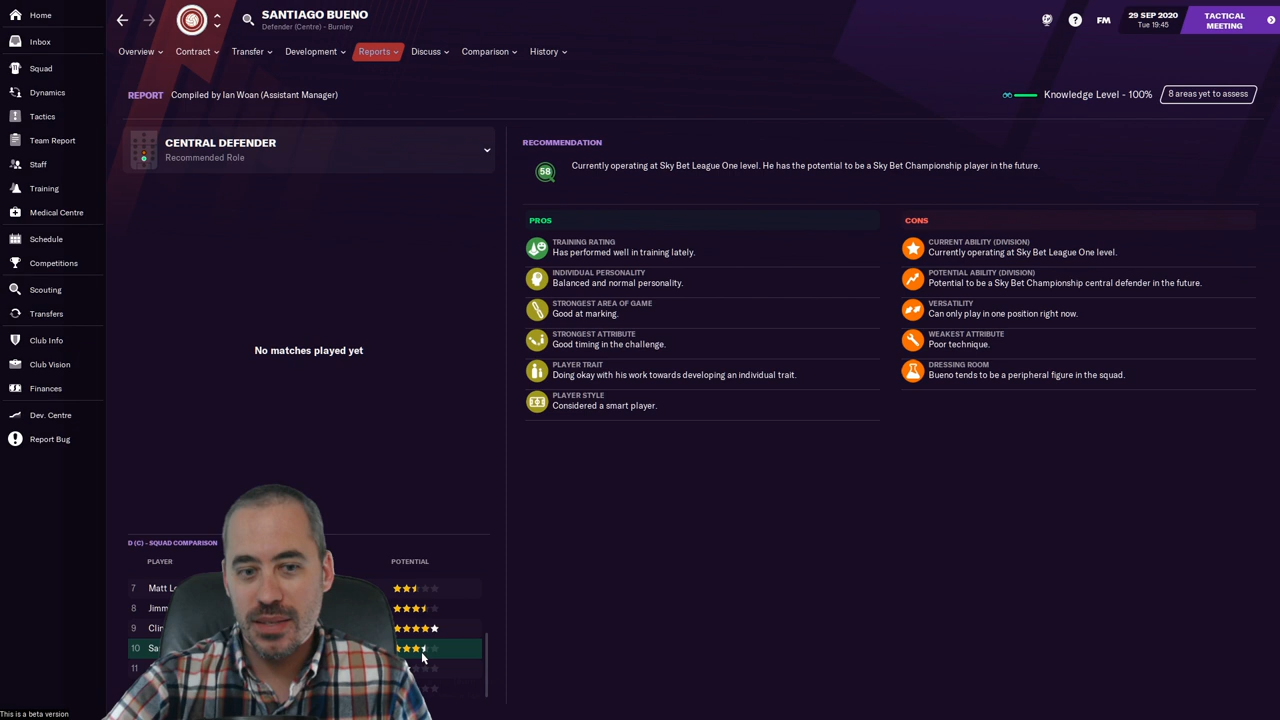 Home
Inbox
Squad
Dynamics
Tactics
Team Report
Staff
Training
Medical Centre
Schedule
Competitions
Scouting
Transfers
Club Info
Club Vision
Finances
Dev. Centre
Report Bug
This is a beta version
SANTIAGO BUENO
Defender (Centre) - Burnley
? FM
29 SEP 2020
Tue 19:45
TACTICAL MEETING
Overview Contract Transfer Development Reports Discuss Comparison History
REPORT Compiled by Ian Woan (Assistant Manager)
Knowledge Level - 100%
8 areas yet to assess
CENTRAL DEFENDER
Recommended Role
No matches played yet
D (C) - SQUAD COMPARISON
PLAYER POTENTIAL
7 Matt
8 Jimm
9 Clin
10 Sa
11
RECOMMENDATION
58
Currently operating at Sky Bet League One level. He has the potential to be a Sky Bet Championship player in the future.
PROS
TRAINING RATING
Has performed well in training lately.
INDIVIDUAL PERSONALITY
Balanced and normal personality.
STRONGEST AREA OF GAME
Good at marking.
STRONGEST ATTRIBUTE
Good timing in the challenge.
PLAYER TRAIT
Doing okay with his work towards developing an individual trait.
PLAYER STYLE
Considered a smart player.
CONS
CURRENT ABILITY (DIVISION)
Currently operating at Sky Bet League One level.
POTENTIAL ABILITY (DIVISION)
Potential to be a Sky Bet Championship central defender in the future.
VERSATILITY
Can only play in one position right now.
WEAKEST ATTRIBUTE
Poor technique.
DRESSING ROOM
Bueno tends to be a peripheral figure in the squad.